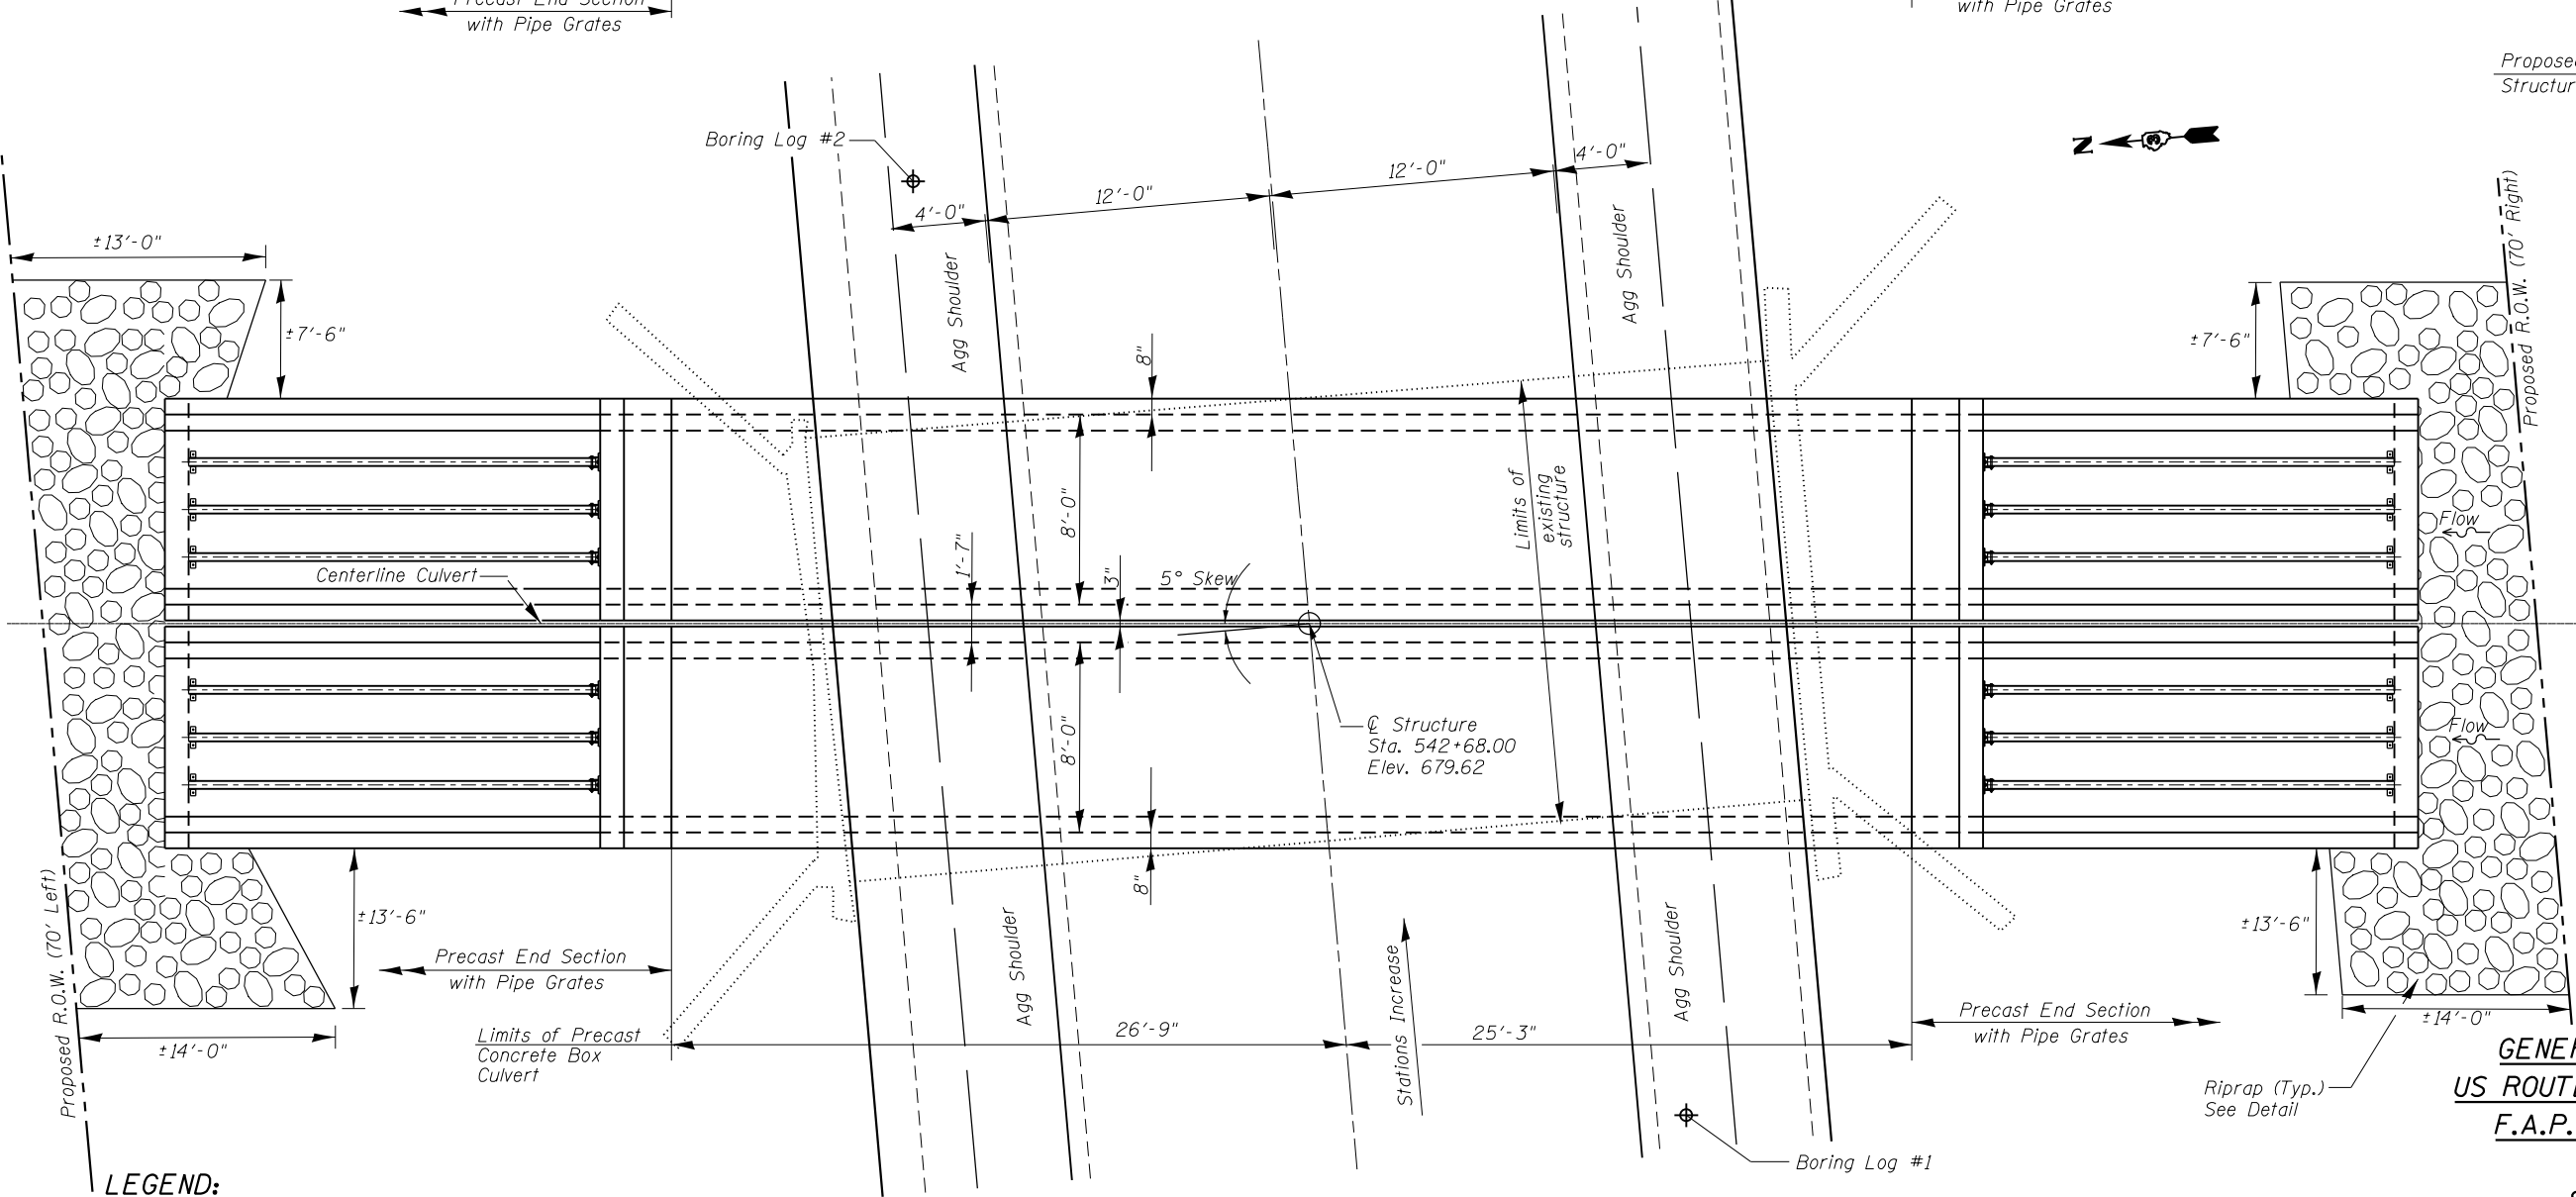 Precast End Section
with Pipe Grates
with Pipe Grates
Proposed
Structur
Boring Log #2
4'-0"
12'-0"
12'-0"
4'-0"
N
3
±13'-0"
±7'-6"
Agg Shoulder
Agg Shoulder
8"
±7'-6"
Proposed R.O.W. (70' Right)
8'-0"
Limits of
existing
structure
1'-7"
3"
5° Skew
Centerline Culvert
Flow
Flow
8'-0"
℄ Structure
Sta. 542+68.00
Elev. 679.62
8"
±13'-6"
±13'-6"
Proposed R.O.W. (70' Left)
Precast End Section
with Pipe Grates
Agg Shoulder
Agg Shoulder
Stations Increase
±14'-0"
Limits of Precast
Concrete Box
Culvert
26'-9"
25'-3"
Precast End Section
with Pipe Grates
±14'-0"
Riprap (Typ.)
See Detail
GENER
US ROUTE
F.A.P.
Boring Log #1
LEGEND: